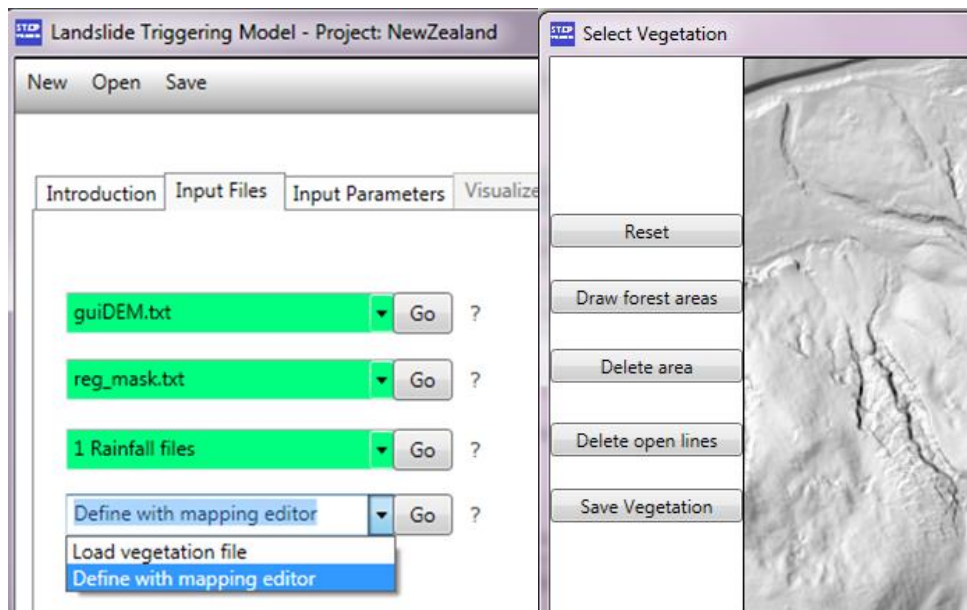 Landslide Triggering Model - Project: NewZealand
New Open Save
Introduction Input Files Input Parameters Visualize
guiDEM.txt Go ?
reg_mask.txt Go ?
1 Rainfall files Go ?
Define with mapping editor Go ?
Load vegetation file
Define with mapping editor
Select Vegetation
Reset
Draw forest areas
Delete area
Delete open lines
Save Vegetation